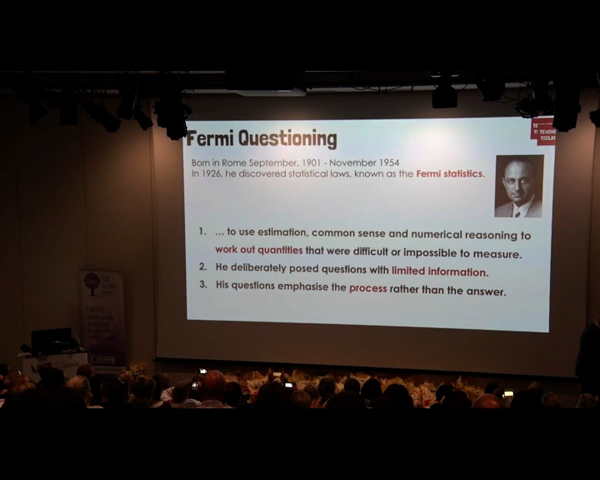 Fermi Questioning
Born in Rome September, 1901 - November 1954
In 1926, he discovered statistical laws, known as the Fermi statistics.
1. ... to use estimation, common sense and numerical reasoning to
work out quantities that were difficult or impossible to measure.
2. He deliberately posed questions with limited information.
3. His questions emphasise the process rather than the answer.